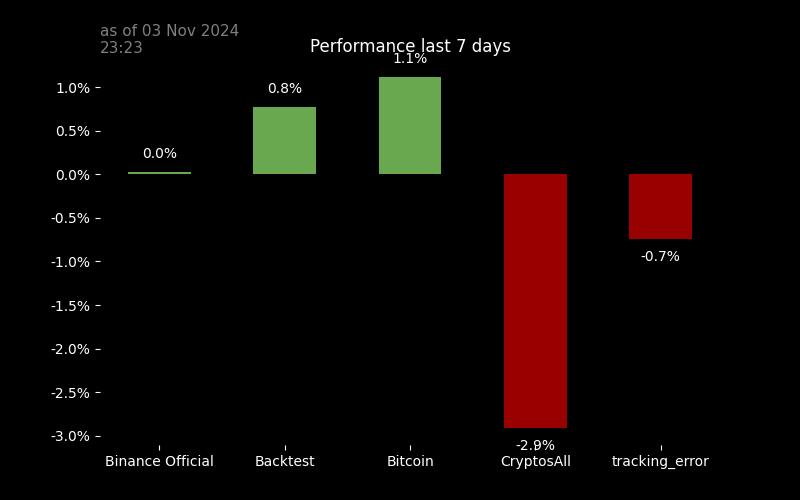 as of 03 Nov 2024
23:23
Performance last 7 days
1.1%
1.0%
0.8%
0.5%
0.0%
0.0%
-0.5%
-0.7%
-1.0%
-1.5%
-2.0%
-2.5%
-3.0%
-2.9%
Binance Official
Backtest
Bitcoin
CryptosAll
tracking_error